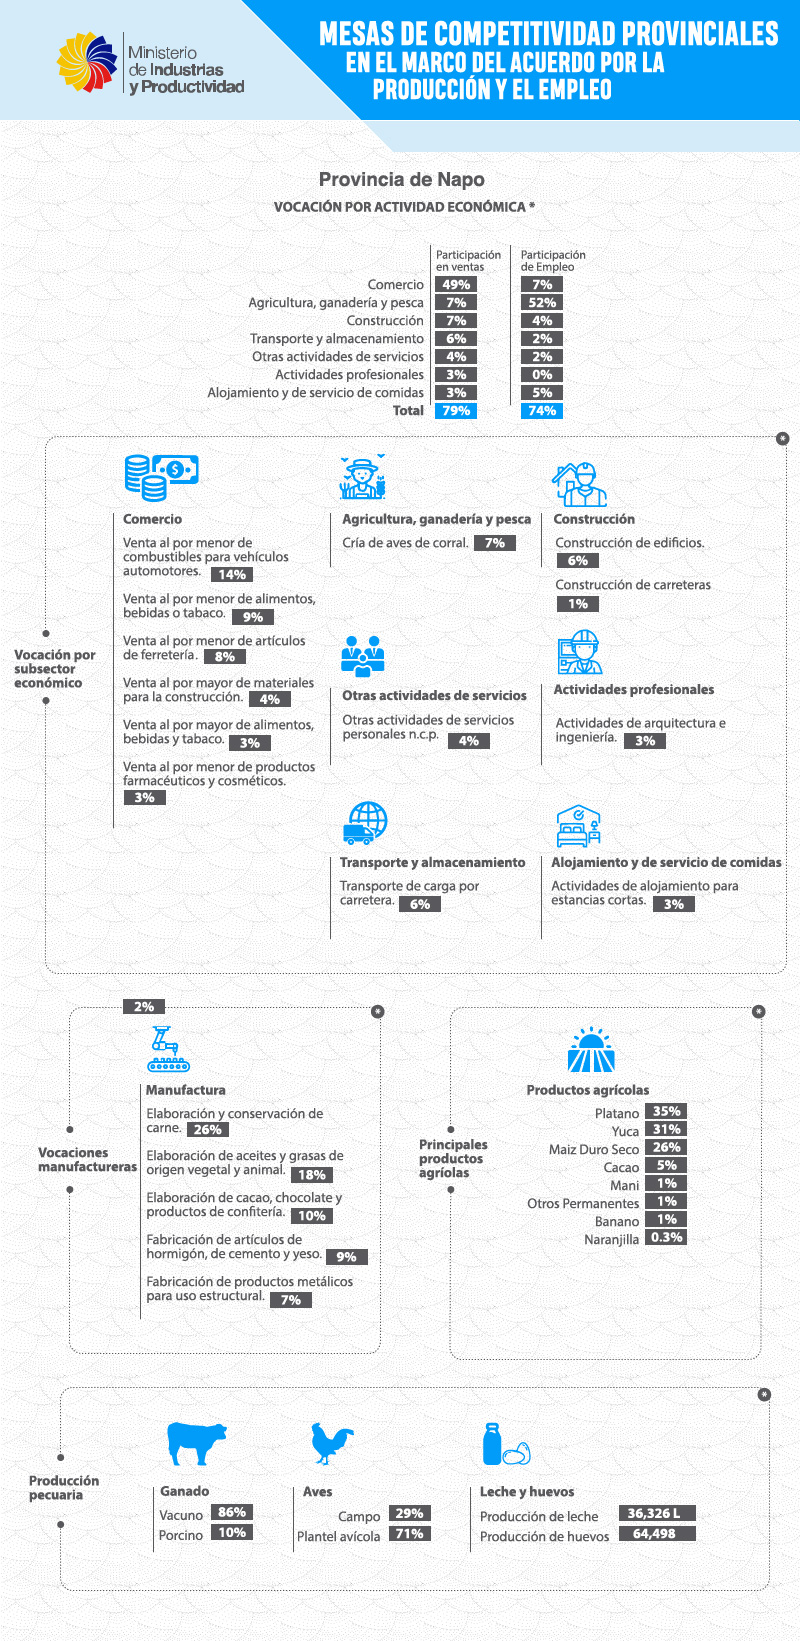 Ministerio
de Industrias
y Productividad
MESAS DE COMPETITIVIDAD PROVINCIALES
EN EL MARCO DEL ACUERDO POR LA
PRODUCCIÓN Y EL EMPLEO
Provincia de Napo
VOCACIÓN POR ACTIVIDAD ECONÓMICA *
Participación
en ventas
Participación
de Empleo
Comercio 49% 7%
Agricultura, ganadería y pesca 7% 52%
Construcción 7% 4%
Transporte y almacenamiento 6% 2%
Otras actividades de servicios 4% 2%
Actividades profesionales 3% 0%
Alojamiento y de servicio de comidas 3% 5%
Total 79% 74%
*
Vocación por
subsector
económico
Comercio
Venta al por menor de
combustibles para vehículos
automotores. 14%
Venta al por menor de alimentos,
bebidas o tabaco. 9%
Venta al por menor de artículos
de ferretería. 8%
Venta al por mayor de materiales
para la construcción. 4%
Venta al por mayor de alimentos,
bebidas y tabaco. 3%
Venta al por menor de productos
farmacéuticos y cosméticos.
3%
Agricultura, ganadería y pesca
Cría de aves de corral. 7%
Construcción
Construcción de edificios.
6%
Construcción de carreteras
1%
Otras actividades de servicios
Otras actividades de servicios
personales n.c.p. 4%
Actividades profesionales
Actividades de arquitectura e
ingeniería. 3%
Transporte y almacenamiento
Transporte de carga por
carretera. 6%
Alojamiento y de servicio de comidas
Actividades de alojamiento para
estancias cortas. 3%
2%
*
Vocaciones
manufactureras
Manufactura
Elaboración y conservación de
carne. 26%
Elaboración de aceites y grasas de
origen vegetal y animal. 18%
Elaboración de cacao, chocolate y
productos de confitería. 10%
Fabricación de artículos de
hormigón, de cemento y yeso. 9%
Fabricación de productos metálicos
para uso estructural. 7%
*
Principales
productos
agríolas
Productos agrícolas
Platano 35%
Yuca 31%
Maiz Duro Seco 26%
Cacao 5%
Mani 1%
Otros Permanentes 1%
Banano 1%
Naranjilla 0.3%
*
Producción
pecuaria
Ganado
Vacuno 86%
Porcino 10%
Aves
Campo 29%
Plantel avícola 71%
Leche y huevos
Producción de leche 36,326 L
Producción de huevos 64,498